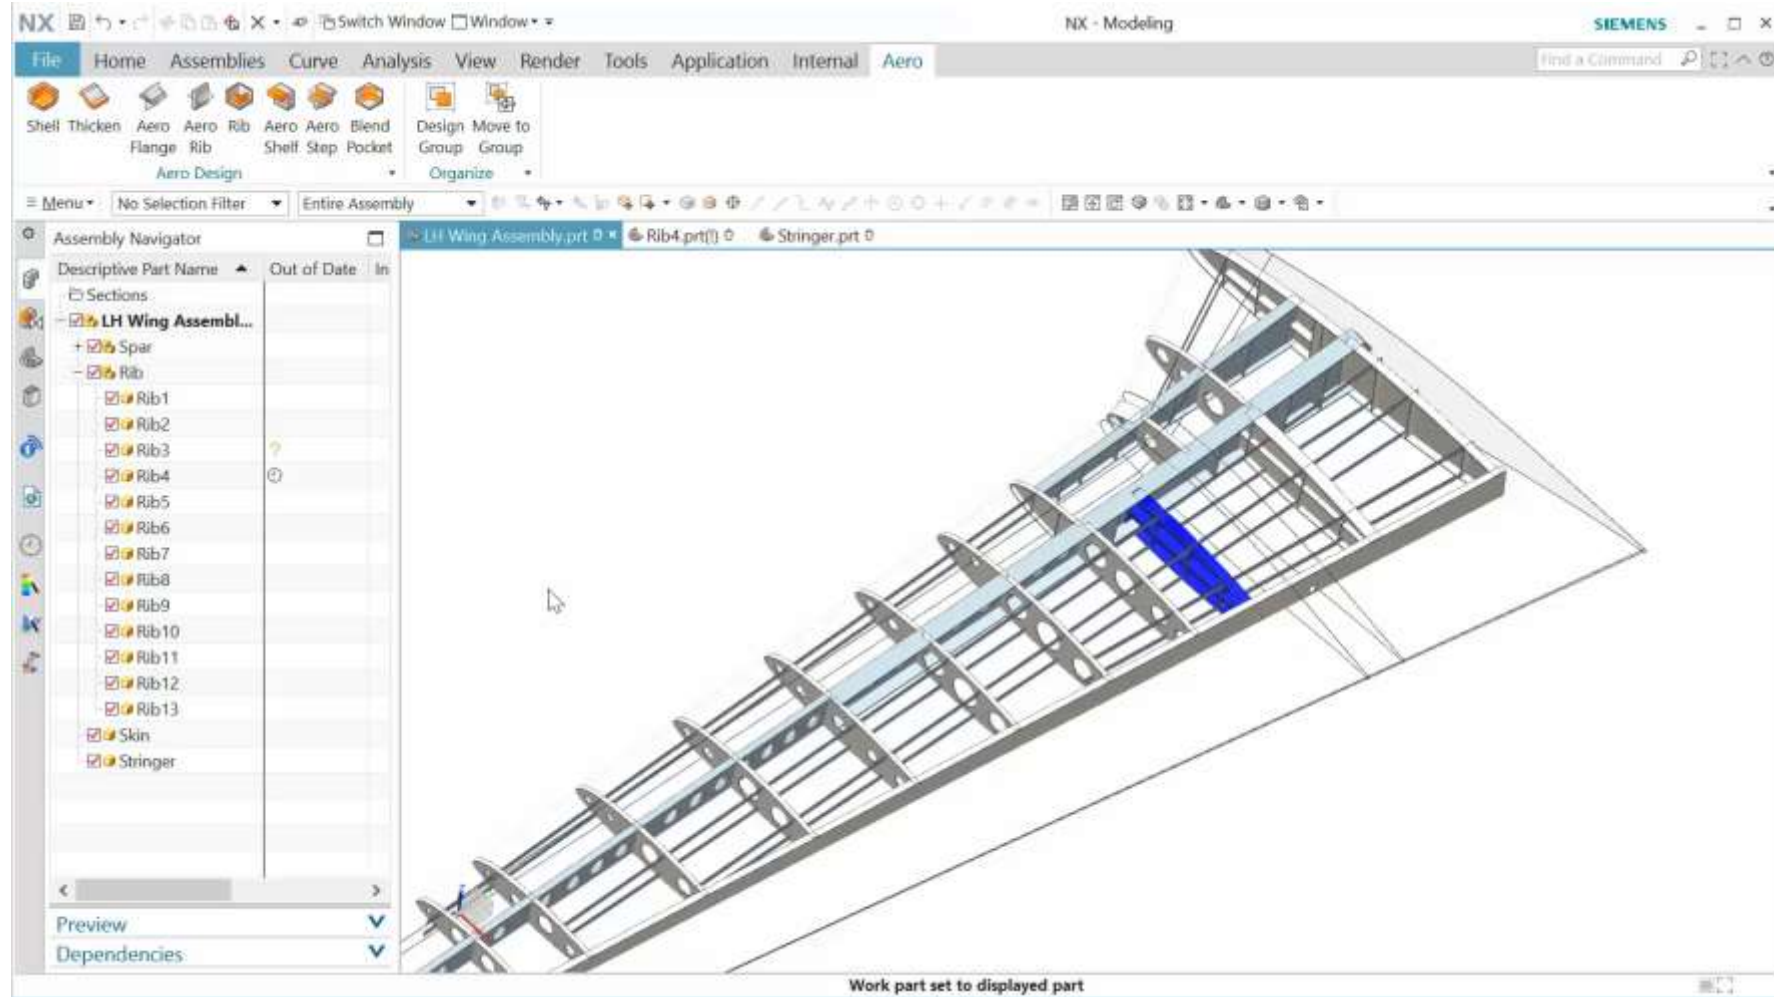 NX Switch Window Window NX - Modeling SIEMENS
File Home Assemblies Curve Analysis View Render Tools Application Internal Aero Find a Command
Shell Thicken Aero Flange Aero Rib Rib Aero Shelf Aero Step Blend Pocket Design Group Move to Group
Aero Design Organize
Menu No Selection Filter Entire Assembly
Assembly Navigator LH Wing Assembly.prt Rib4.prt(!) Stringer.prt
Descriptive Part Name Out of Date In
Sections
LH Wing Assembl...
Spar
Rib
Rib1
Rib2
Rib3 ?
Rib4
Rib5
Rib6
Rib7
Rib8
Rib9
Rib10
Rib11
Rib12
Rib13
Skin
Stringer
Preview
Dependencies
Work part set to displayed part